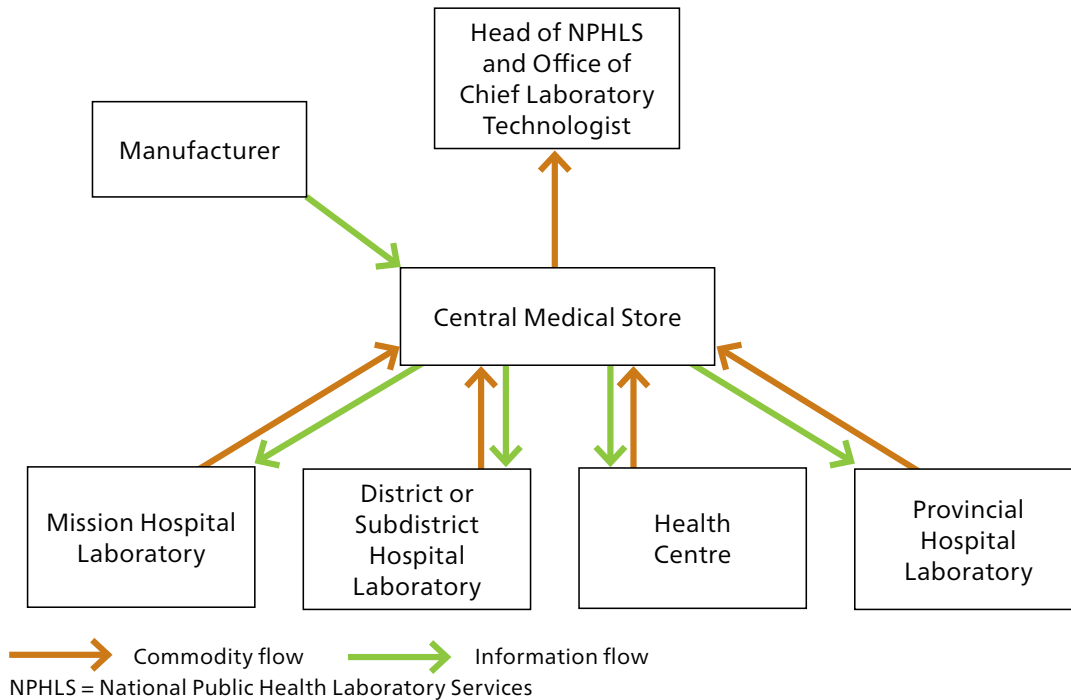 Head of NPHLS
and Office of
Chief Laboratory
Technologist
Manufacturer
Central Medical Store
Mission Hospital
Laboratory
District or
Subdistrict
Hospital
Laboratory
Health
Centre
Provincial
Hospital
Laboratory
Commodity flow
Information flow
NPHLS = National Public Health Laboratory Services